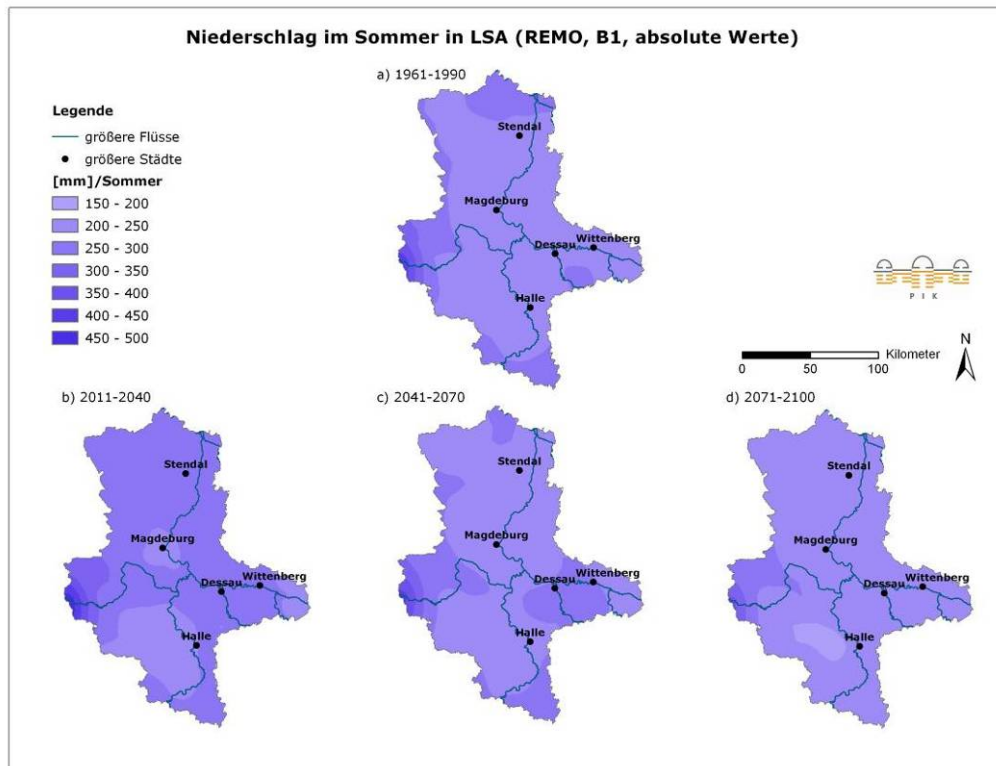 Niederschlag im Sommer in LSA (REMO, B1, absolute Werte)
a) 1961-1990
Legende
größere Flüsse
größere Städte
[mm]/Sommer
150 - 200
200 - 250
250 - 300
300 - 350
350 - 400
400 - 450
450 - 500
Stendal
Magdeburg
Dessau
Wittenberg
Halle
P I K
Kilometer
0 50 100
N
b) 2011-2040
Stendal
Magdeburg
Dessau
Wittenberg
Halle
c) 2041-2070
Stendal
Magdeburg
Dessau
Wittenberg
Halle
d) 2071-2100
Stendal
Magdeburg
Dessau
Wittenberg
Halle